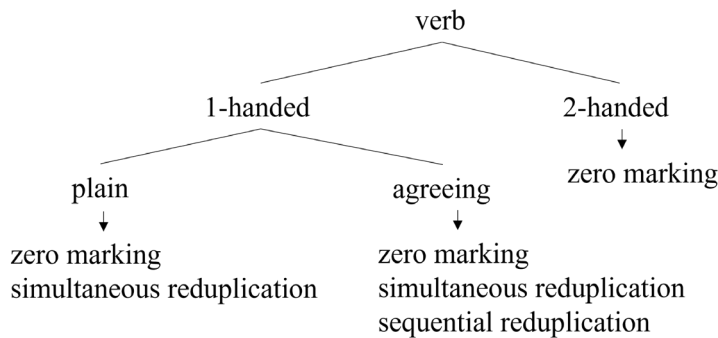 verb
1-handed
2-handed
zero marking
plain
agreeing
zero marking
simultaneous reduplication
zero marking
simultaneous reduplication
sequential reduplication